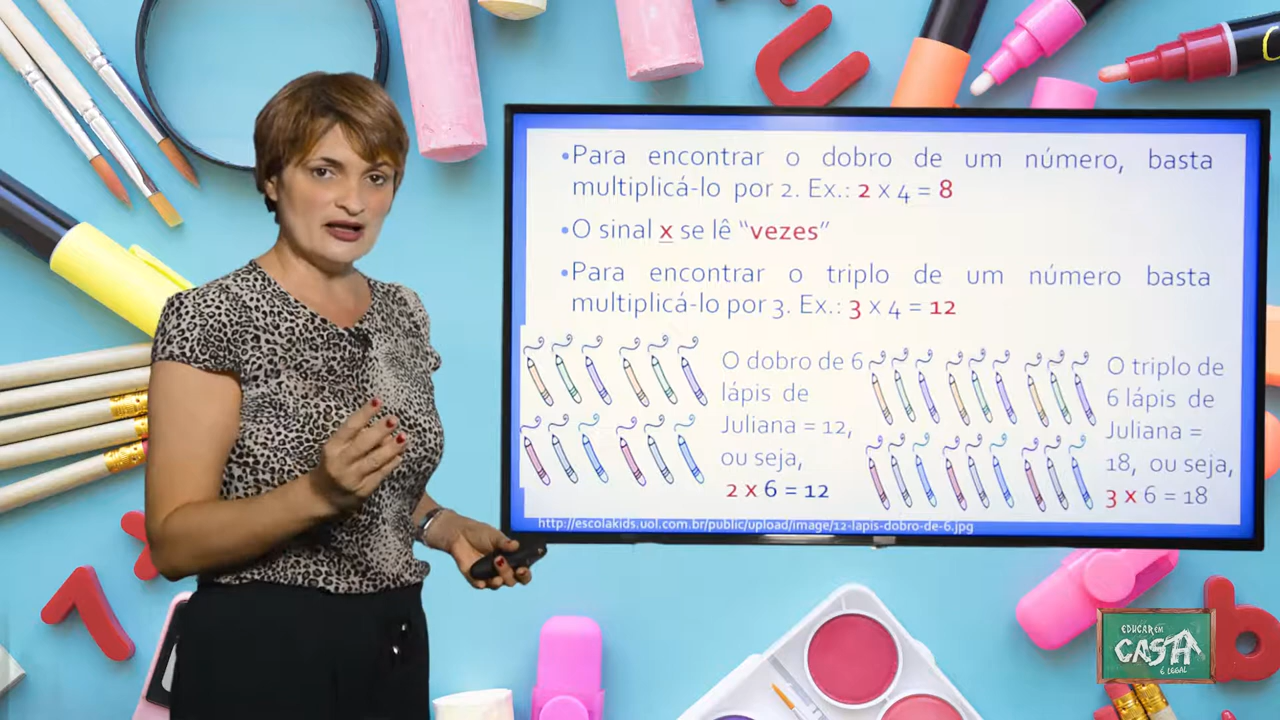 •Para encontrar o dobro de um número, basta
multiplicá-lo por 2. Ex.: 2 x 4 = 8
•O sinal x se lê “vezes”
•Para encontrar o triplo de um número basta
multiplicá-lo por 3. Ex.: 3 x 4 = 12
O dobro de 6
lápis de
Juliana = 12,
ou seja,
2 x 6 = 12
O triplo de
6 lápis de
Juliana =
18, ou seja,
3 x 6 = 18
http://escolakids.uol.com.br/public/upload/image/12-lapis-dobro-de-6.jpg
EDUCAR EM
CASA
É LEGAL